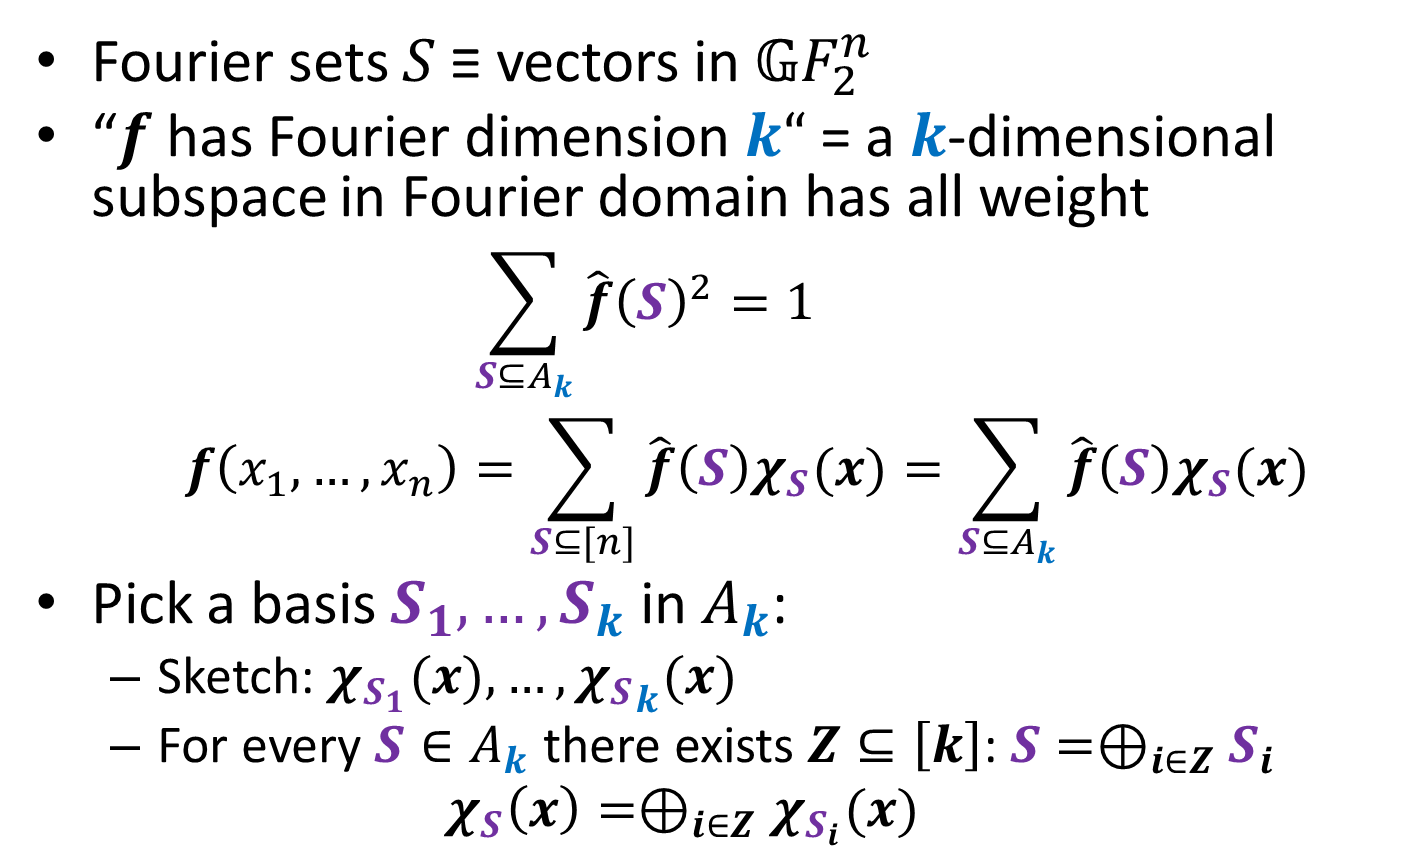 • Fourier sets S ≡ vectors in 𝔾F₂ⁿ
• “f has Fourier dimension k“ = a k-dimensional
subspace in Fourier domain has all weight
∑_{S⊆A_k} f̂(S)² = 1
f(x₁, … , xₙ) = ∑_{S⊆[n]} f̂(S)χ_S(x) = ∑_{S⊆A_k} f̂(S)χ_S(x)
• Pick a basis S₁, … , S_k in A_k:
– Sketch: χ_{S₁}(x), … , χ_{S_k}(x)
– For every S ∈ A_k there exists Z ⊆ [k]: S =⊕_{i∈Z} S_i
χ_S(x) =⊕_{i∈Z} χ_{S_i}(x)